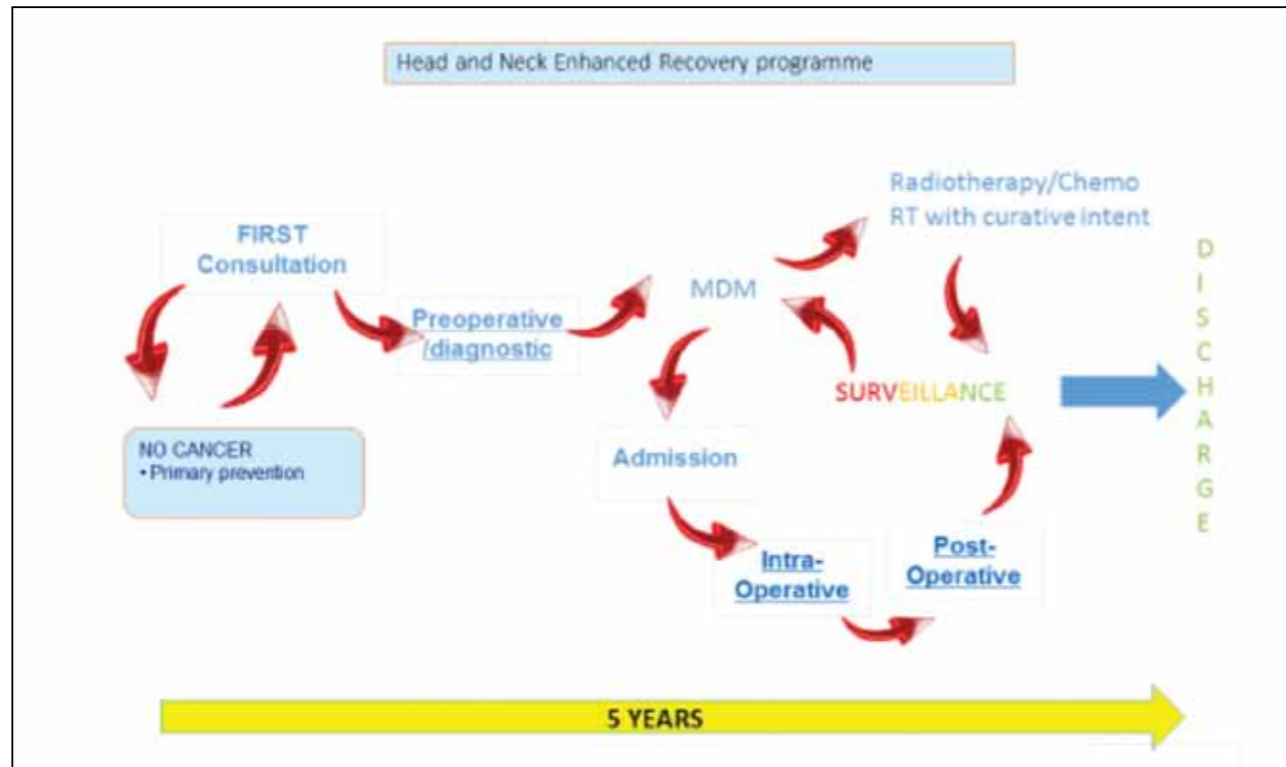 Head and Neck Enhanced Recovery programme
Radiotherapy/Chemo
RT with curative intent
FIRST
Consultation
MDM
Preoperative
/diagnostic
SURVEILLANCE
DISCHARGE
NO CANCER
• Primary prevention
Admission
Intra-
Operative
Post-
Operative
5 YEARS